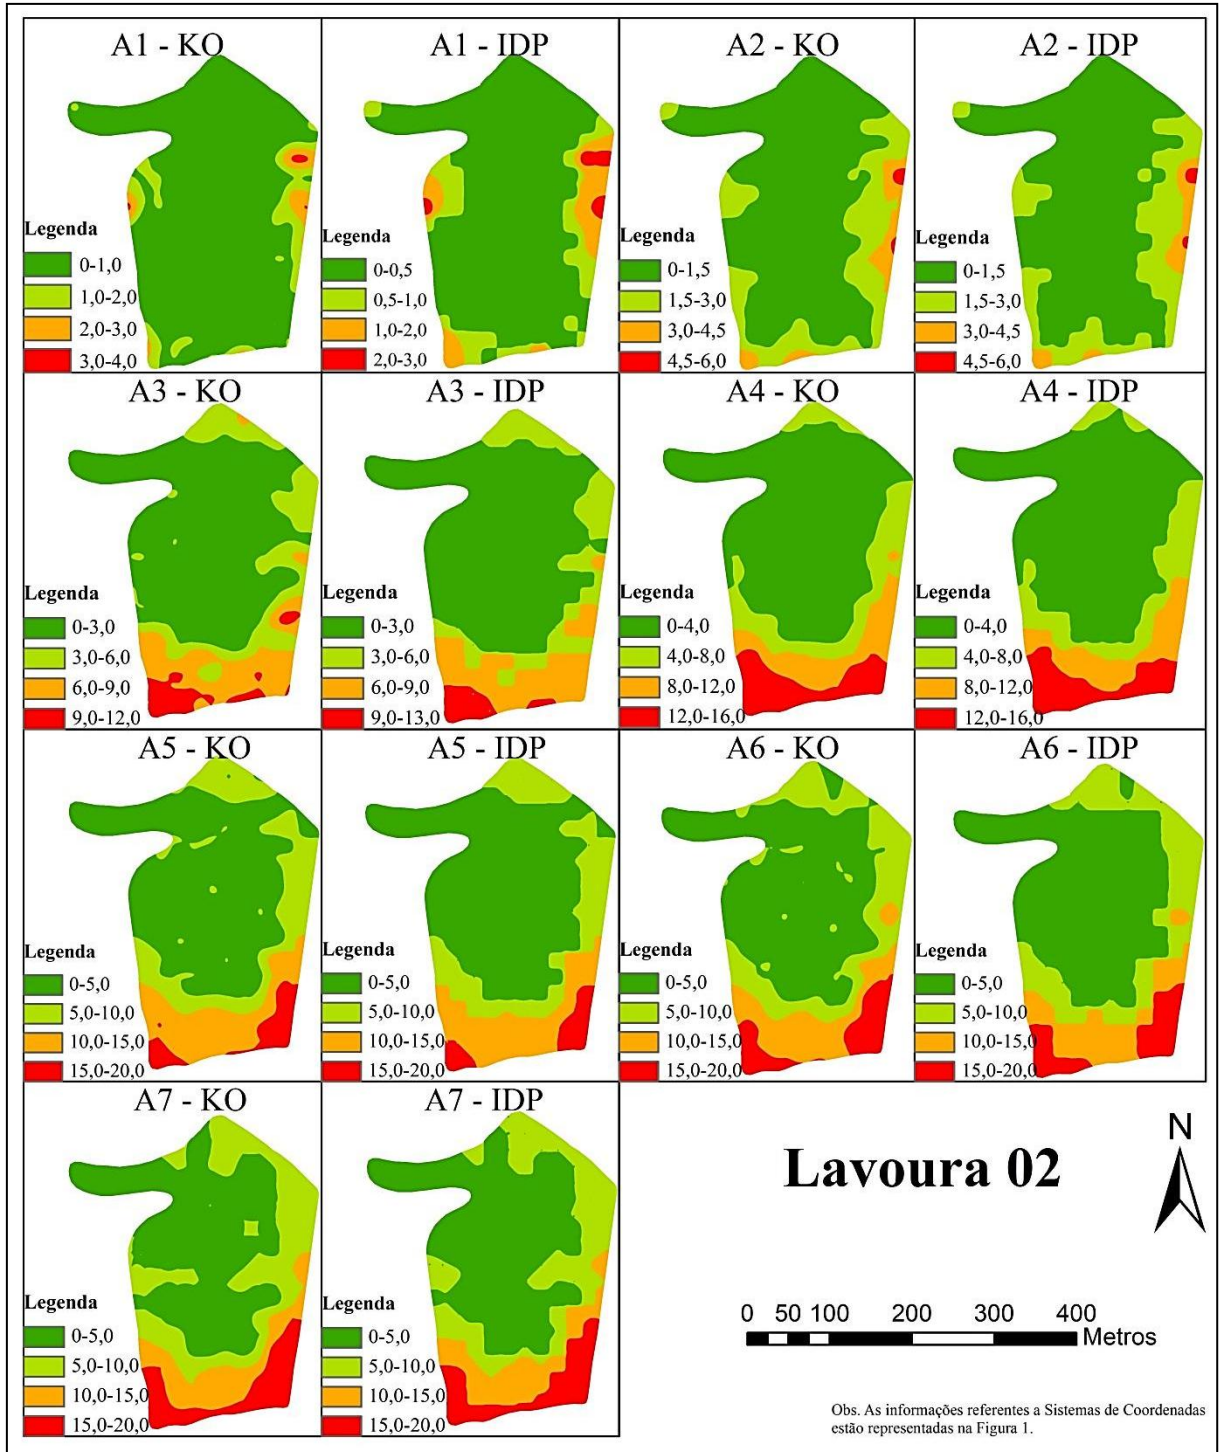 A1 - KO
Legenda
0-1,0
1,0-2,0
2,0-3,0
3,0-4,0
A1 - IDP
Legenda
0-0,5
0,5-1,0
1,0-2,0
2,0-3,0
A2 - KO
Legenda
0-1,5
1,5-3,0
3,0-4,5
4,5-6,0
A2 - IDP
Legenda
0-1,5
1,5-3,0
3,0-4,5
4,5-6,0
A3 - KO
Legenda
0-3,0
3,0-6,0
6,0-9,0
9,0-12,0
A3 - IDP
Legenda
0-3,0
3,0-6,0
6,0-9,0
9,0-13,0
A4 - KO
Legenda
0-4,0
4,0-8,0
8,0-12,0
12,0-16,0
A4 - IDP
Legenda
0-4,0
4,0-8,0
8,0-12,0
12,0-16,0
A5 - KO
Legenda
0-5,0
5,0-10,0
10,0-15,0
15,0-20,0
A5 - IDP
Legenda
0-5,0
5,0-10,0
10,0-15,0
15,0-20,0
A6 - KO
Legenda
0-5,0
5,0-10,0
10,0-15,0
15,0-20,0
A6 - IDP
Legenda
0-5,0
5,0-10,0
10,0-15,0
15,0-20,0
A7 - KO
Legenda
0-5,0
5,0-10,0
10,0-15,0
15,0-20,0
A7 - IDP
Legenda
0-5,0
5,0-10,0
10,0-15,0
15,0-20,0
Lavoura 02
N
0 50 100 200 300 400
Metros
Obs. As informações referentes a Sistemas de Coordenadas
estão representadas na Figura 1.